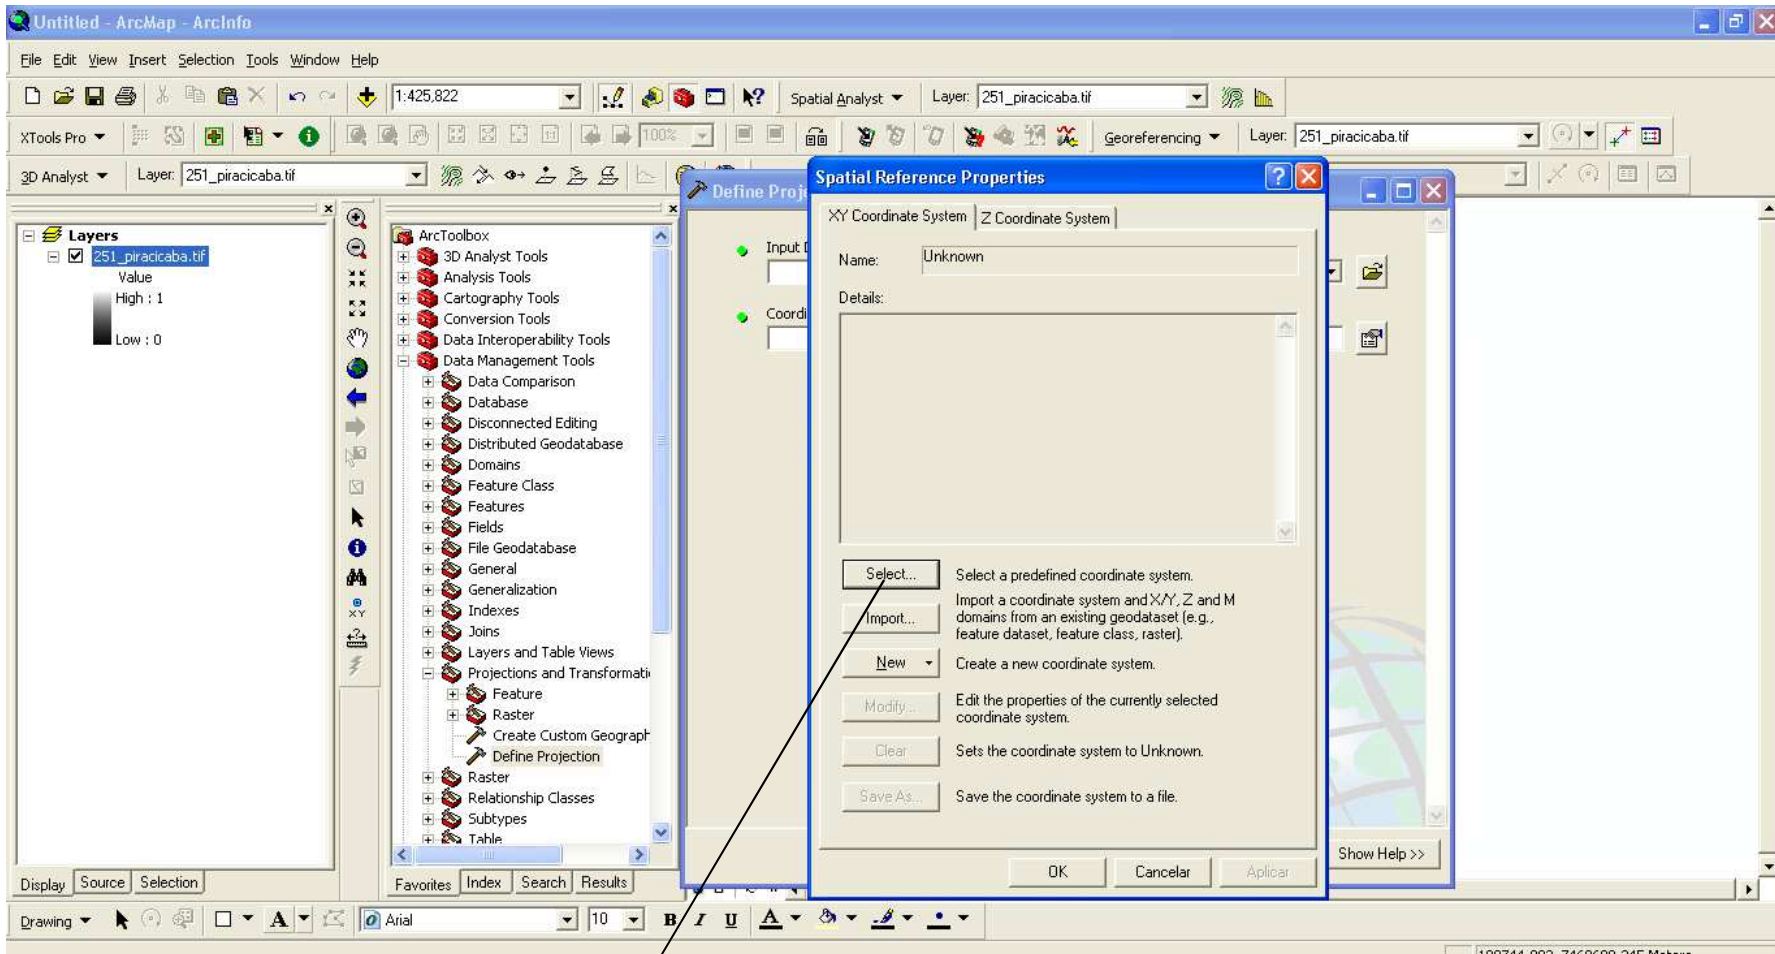 Untitled - ArcMap - ArcInfo
File Edit View Insert Selection Tools Window Help
1:425,822
Spatial Analyst
Layer: 251_piracicaba.tif
XTools Pro
100%
Georeferencing
Layer: 251_piracicaba.tif
3D Analyst
Layer: 251_piracicaba.tif
Layers
251_piracicaba.tif
Value
High : 1
Low : 0
Display Source Selection
XY
ArcToolbox
3D Analyst Tools
Analysis Tools
Cartography Tools
Conversion Tools
Data Interoperability Tools
Data Management Tools
Data Comparison
Database
Disconnected Editing
Distributed Geodatabase
Domains
Feature Class
Features
Fields
File Geodatabase
General
Generalization
Indexes
Joins
Layers and Table Views
Projections and Transformati
Feature
Raster
Create Custom Geograph
Define Projection
Raster
Relationship Classes
Subtypes
Table
Favorites Index Search Results
Define Proje
Input D
Coordi
Show Help >>
Spatial Reference Properties
XY Coordinate System Z Coordinate System
Name: Unknown
Details:
Select... Select a predefined coordinate system.
Import... Import a coordinate system and X/Y, Z and M
domains from an existing geodataset (e.g.,
feature dataset, feature class, raster).
New Create a new coordinate system.
Modify... Edit the properties of the currently selected
coordinate system.
Clear Sets the coordinate system to Unknown.
Save As... Save the coordinate system to a file.
OK Cancelar Aplicar
Drawing A Arial 10 B I U A